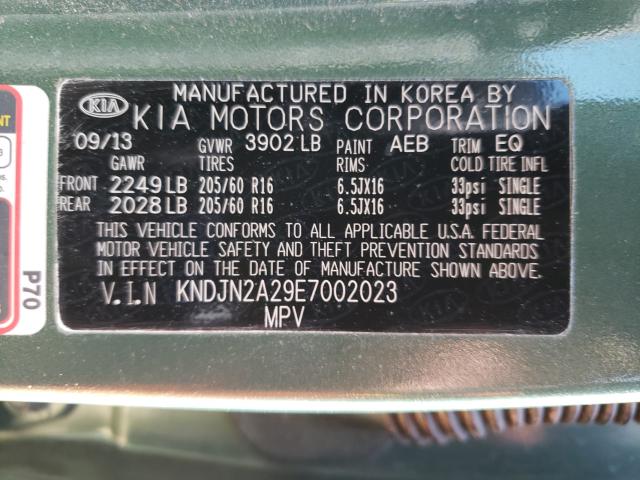 MANUFACTURED IN KOREA BY
KIA KIA MOTORS CORPORATION
09/13 GVWR 3902 LB PAINT AEB TRIM EQ
GAWR TIRES RIMS COLD TIRE INFL
FRONT 2249 LB 205/60 R16 6.5JX16 33psi SINGLE
REAR 2028 LB 205/60 R16 6.5JX16 33psi SINGLE
THIS VEHICLE CONFORMS TO ALL APPLICABLE U.S.A. FEDERAL
MOTOR VEHICLE SAFETY AND THEFT PREVENTION STANDARDS
IN EFFECT ON THE DATE OF MANUFACTURE SHOWN ABOVE.
V.I.N KNDJN2A29E7002023
MPV
P70